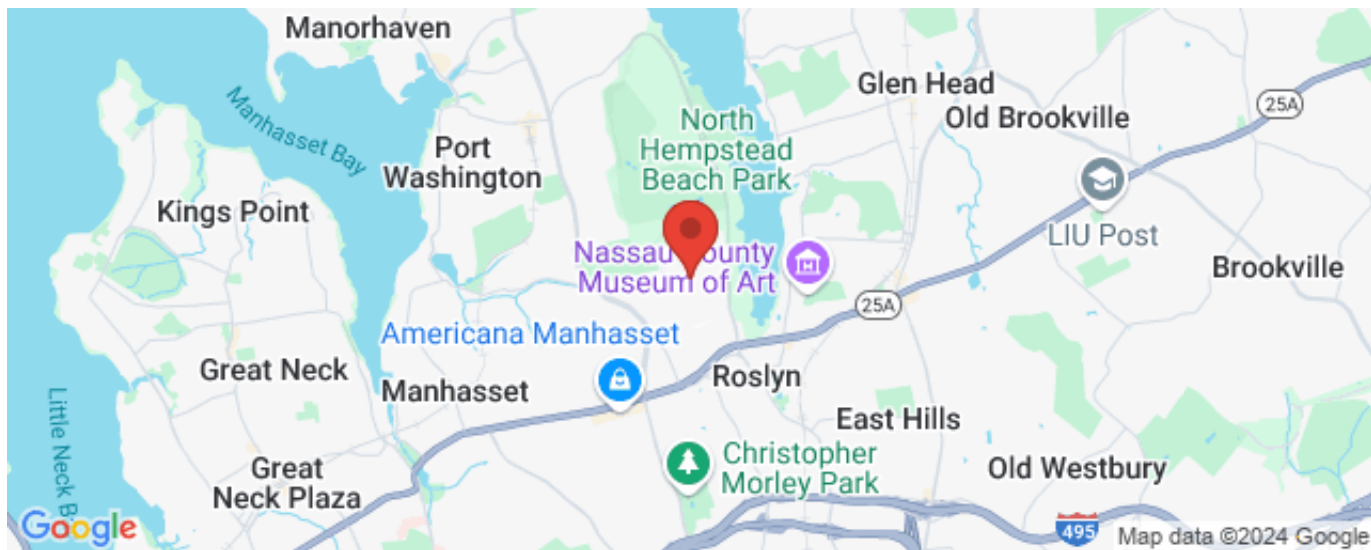 Manorhaven
Manhasset Bay
Port
Washington
Kings Point
North
Hempstead
Beach Park
Glen Head
Old Brookville
25A
LIU Post
Brookville
Nassau County
Museum of Art
25A
Americana Manhasset
Great Neck
Manhasset
Roslyn
East Hills
Little Neck B
Great
Neck Plaza
Christopher
Morley Park
Old Westbury
495
Google
Map data ©2024 Google